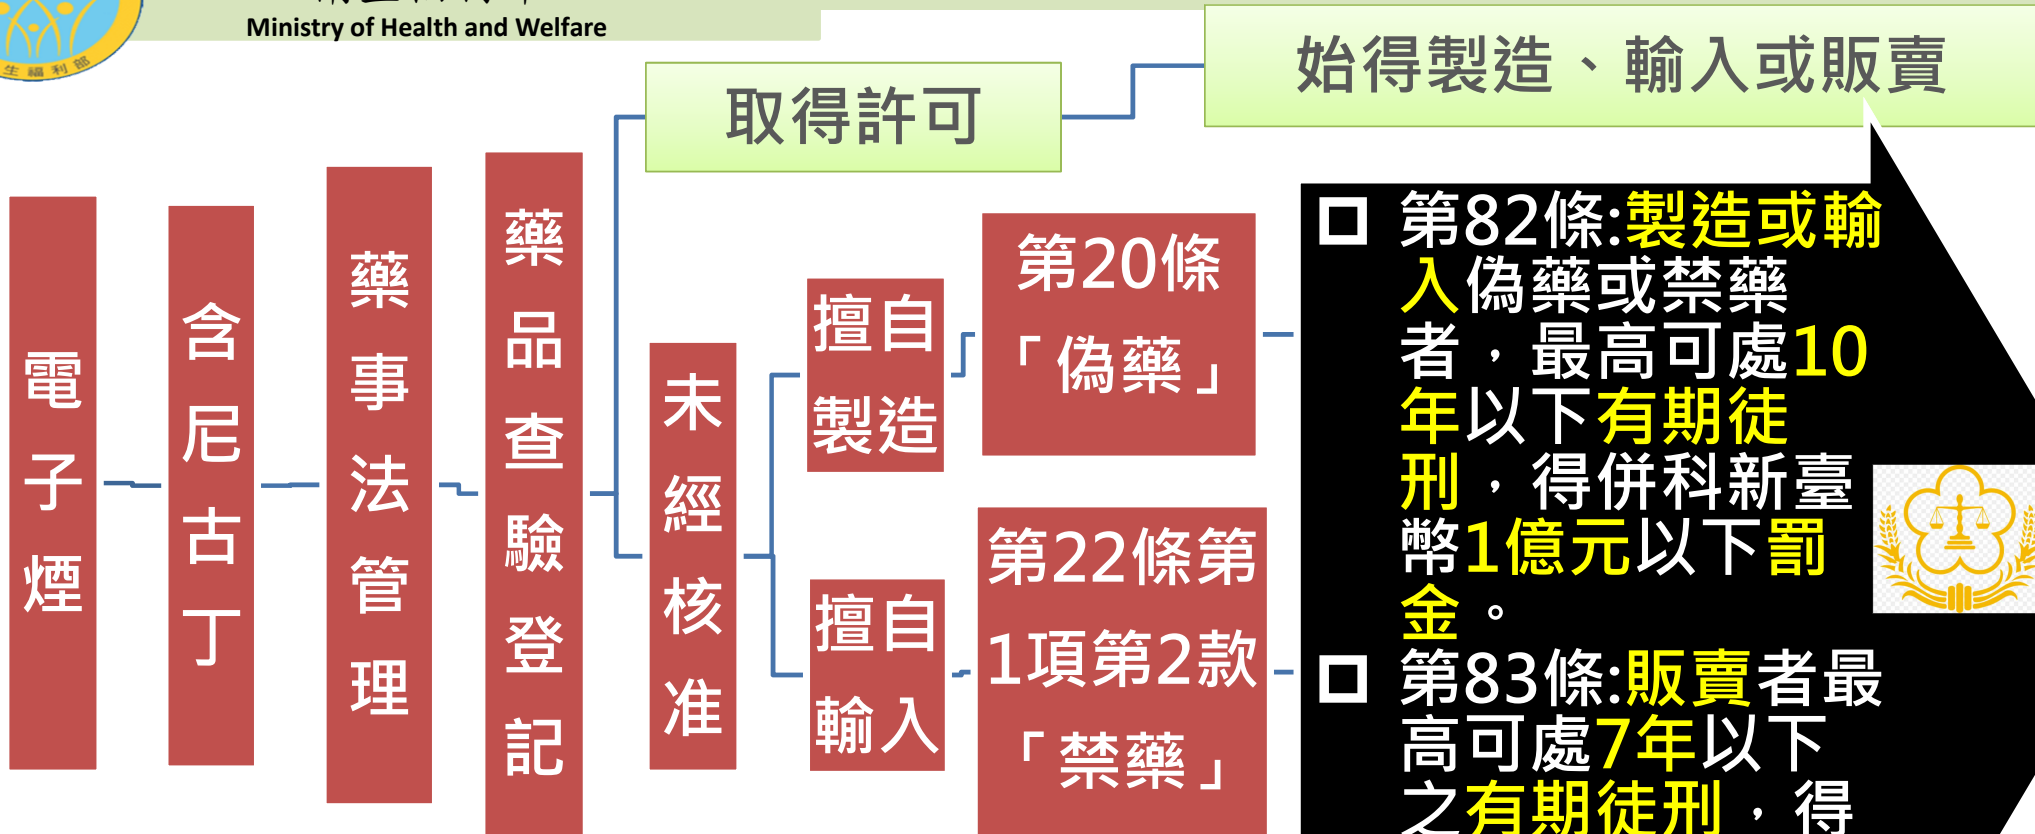 Ministry of Health and Welfare
生福利部
取得許可
始得製造、輸入或販賣
電子煙
含尼古丁
藥事法管理
藥品查驗登記
未經核准
擅自
製造
第20條
「偽藥」
擅自
輸入
第22條第
1項第2款
「禁藥」
第82條:製造或輸
入偽藥或禁藥
者，最高可處10
年以下有期徒
刑，得併科新臺
幣1億元以下罰
金。
第83條:販賣者最
高可處7年以下
之有期徒刑，得